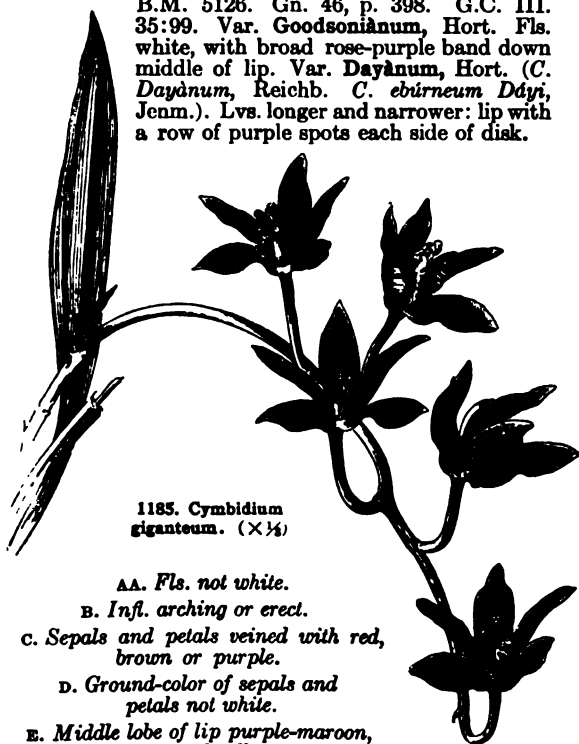 B.M. 5126. Gn. 46, p. 398. G.C. III.
35:99. Var. Goodsoniànum, Hort. Fls.
white, with broad rose-purple band down
middle of lip. Var. Dayànum, Hort. (C.
Dayànum, Reichb. C. ebúrneum Dáyi,
Jenm.). Lvs. longer and narrower: lip with
a row of purple spots each side of disk.
1185. Cymbidium
giganteum. (×⅓)
AA. Fls. not white.
B. Infl. arching or erect.
C. Sepals and petals veined with red,
brown or purple.
D. Ground-color of sepals and
petals not white.
E. Middle lobe of lip purple-maroon,